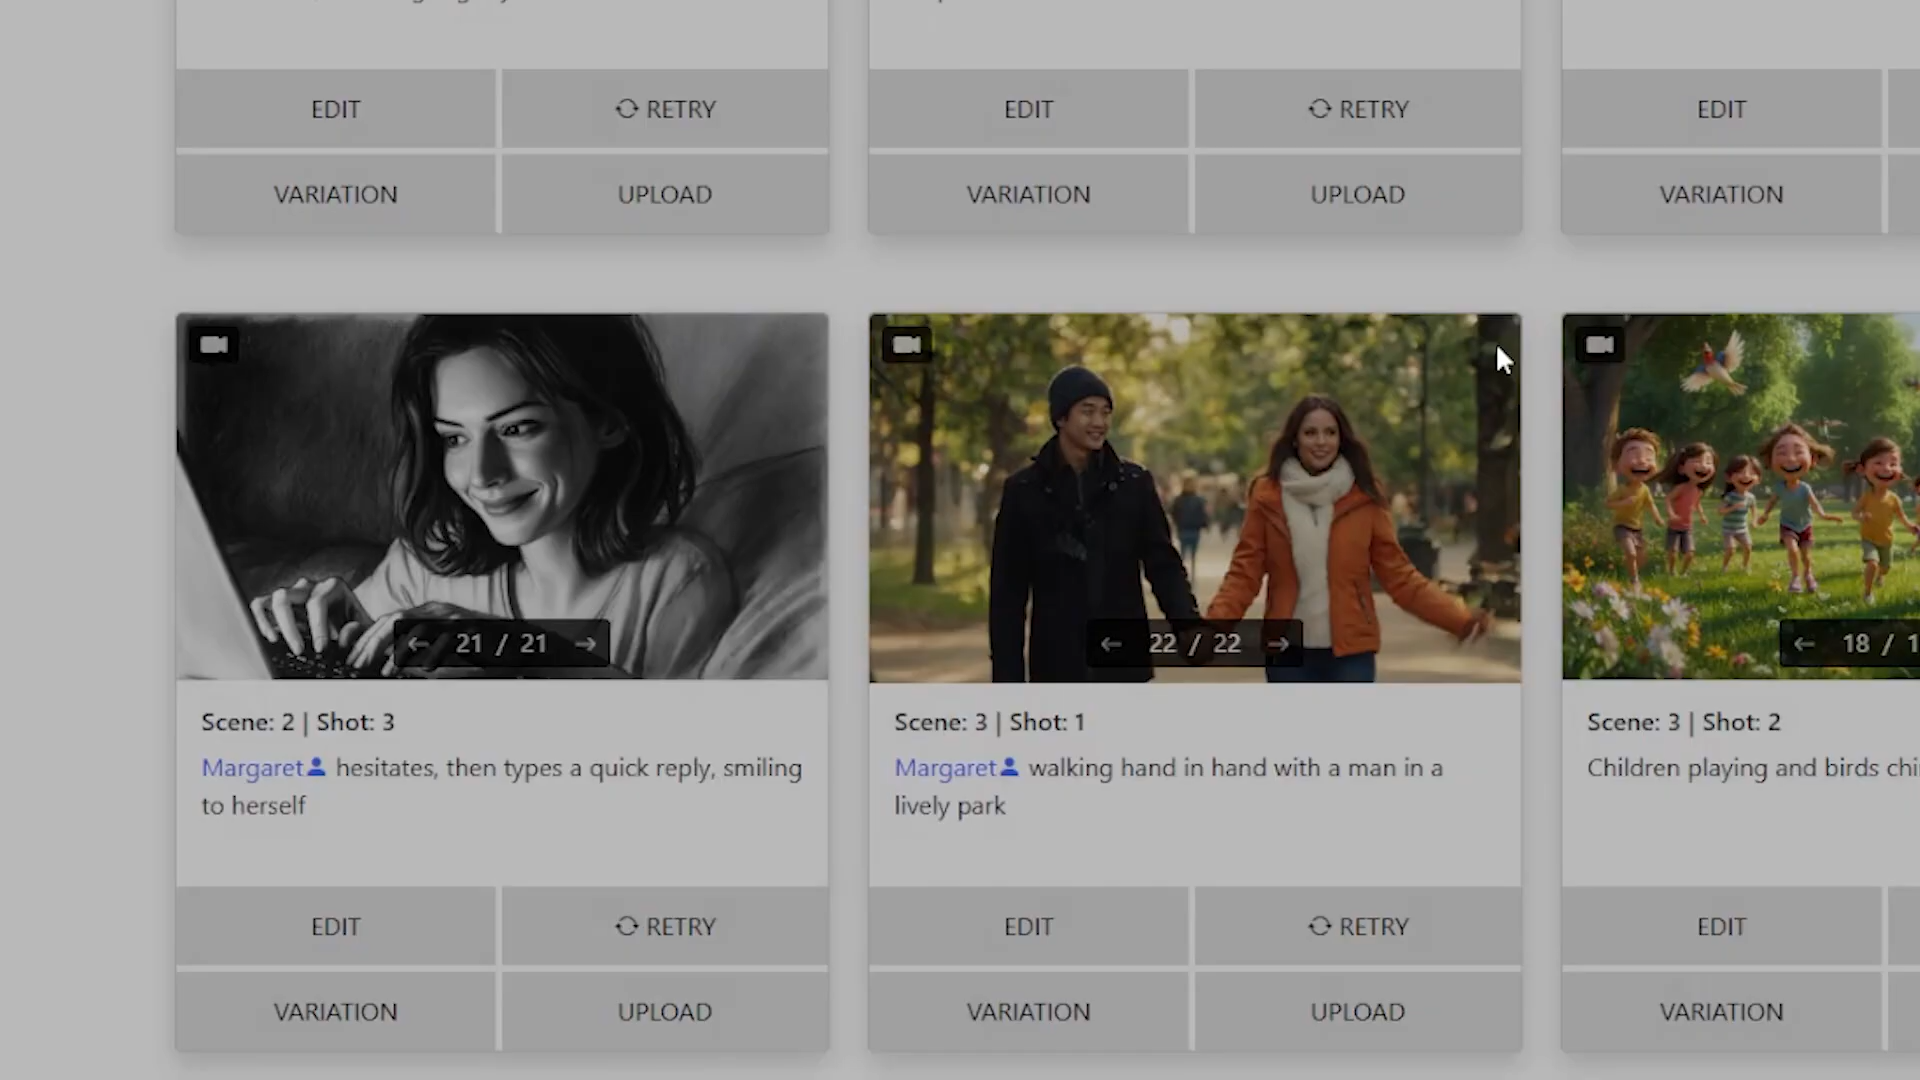 EDIT
RETRY
EDIT
RETRY
EDIT
VARIATION
UPLOAD
VARIATION
UPLOAD
VARIATION
21 / 21
22 / 22
18 / 1
Scene: 2 | Shot: 3
Margaret hesitates, then types a quick reply, smiling
to herself
Scene: 3 | Shot: 1
Margaret walking hand in hand with a man in a
lively park
Scene: 3 | Shot: 2
Children playing and birds
EDIT
RETRY
EDIT
RETRY
EDIT
VARIATION
UPLOAD
VARIATION
UPLOAD
VARIATION